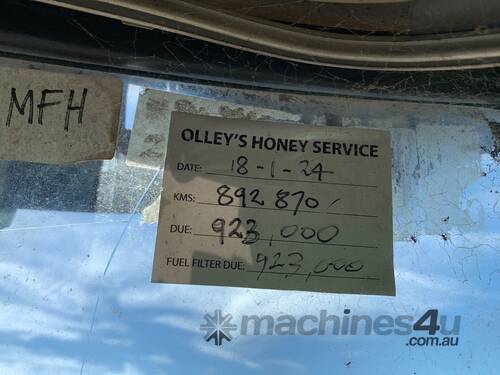 MFH
OLLEY'S HONEY SERVICE
DATE: 18-1-24
KMS: 892 870
DUE: 923,000
FUEL FILTER DUE: 923,000
machines4u
.com.au